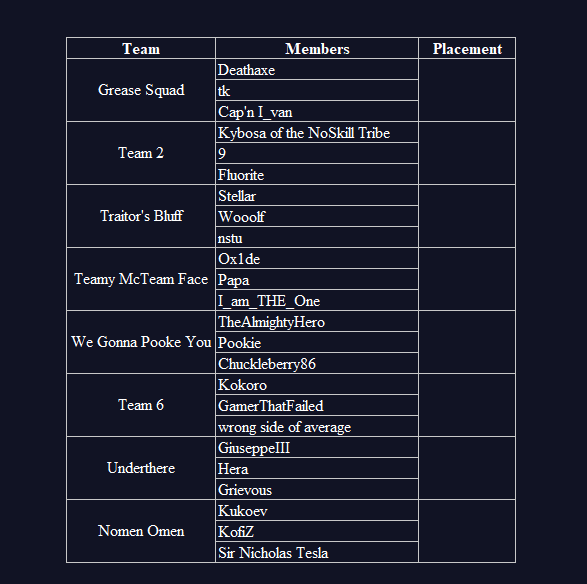 Team Members Placement
Grease Squad
Deathaxe
tk
Cap'n I_van
Team 2
Kybosa of the NoSkill Tribe
9
Fluorite
Traitor's Bluff
Stellar
Wooolf
nstu
Teamy McTeam Face
Ox1de
Papa
I_am_THE_One
We Gonna Pooke You
TheAlmightyHero
Pookie
Chuckleberry86
Team 6
Kokoro
GamerThatFailed
wrong side of average
Underthere
GiuseppeIII
Hera
Grievous
Nomen Omen
Kukoev
KofiZ
Sir Nicholas Tesla